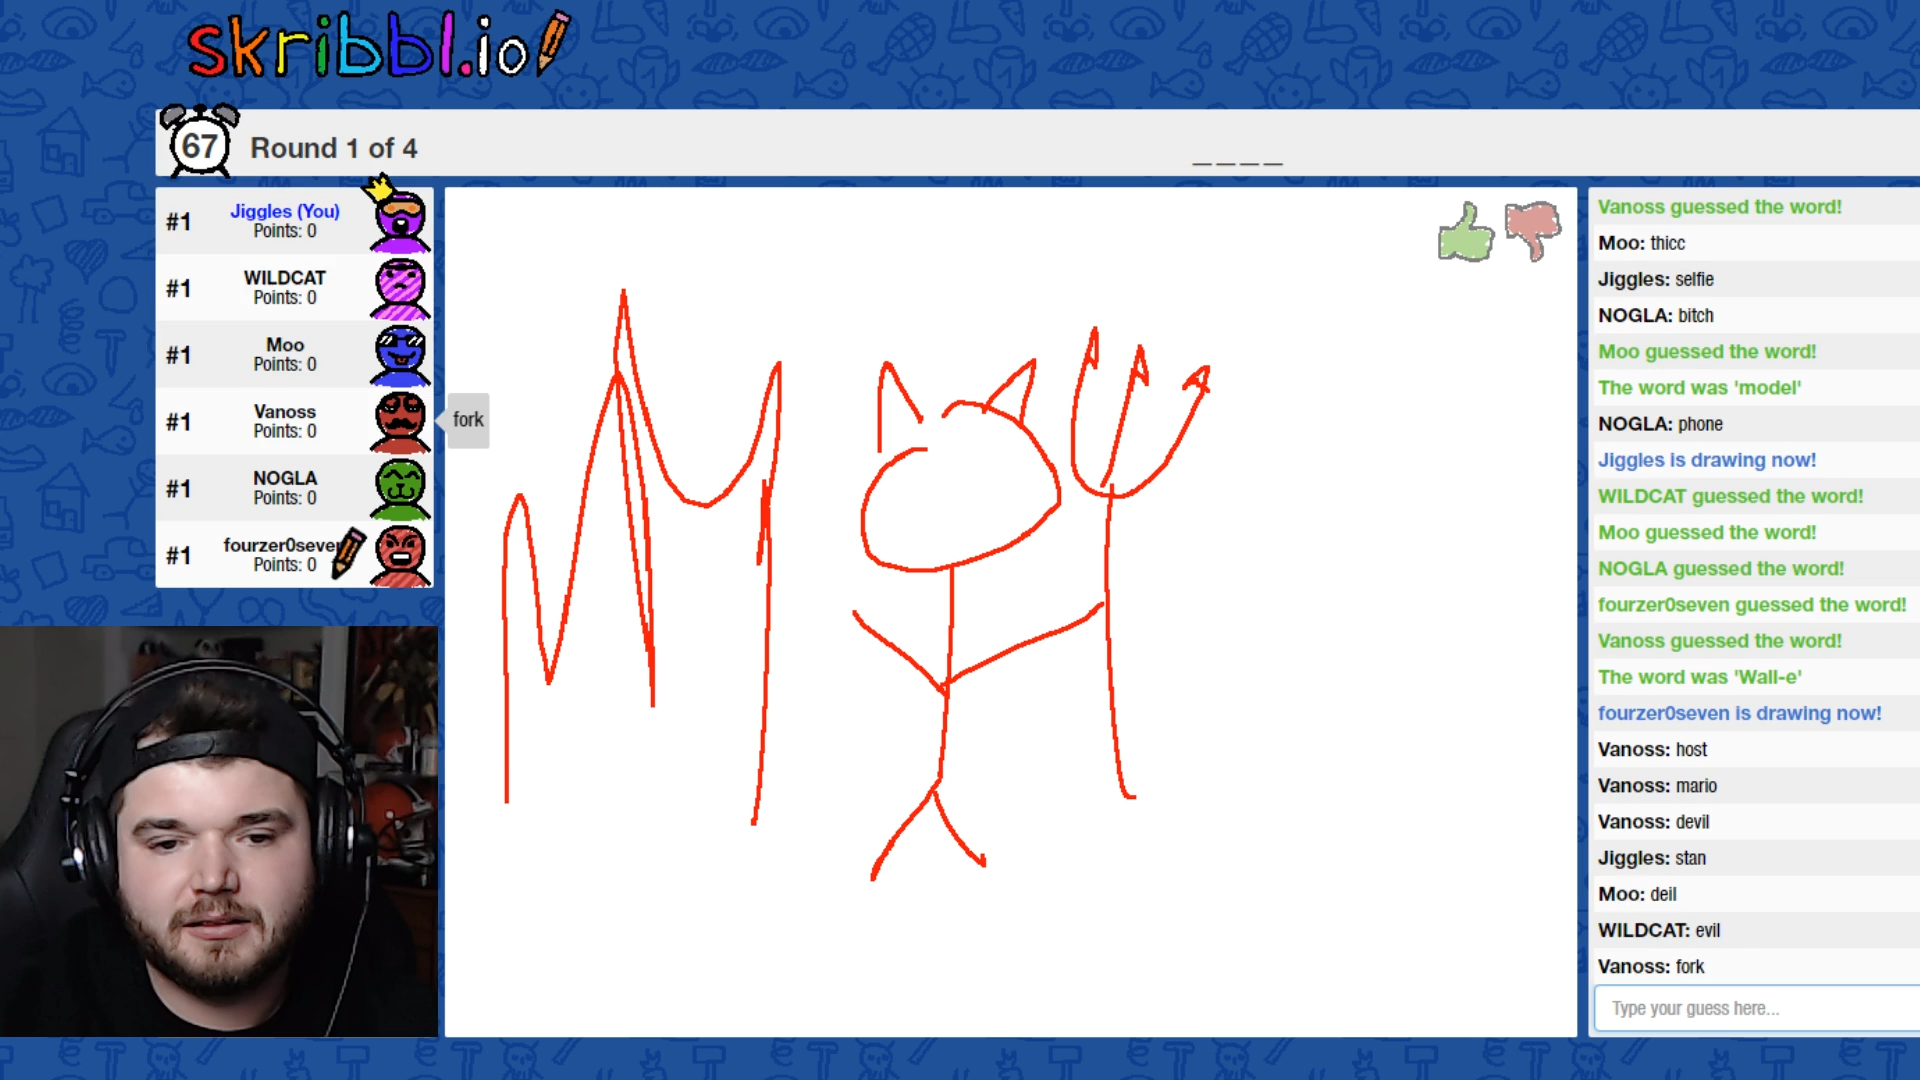 skribbl.io
67
Round 1 of 4
_ _ _ _
#1
Jiggles (You)
Points: 0
#1
WILDCAT
Points: 0
#1
Moo
Points: 0
#1
Vanoss
Points: 0
fork
#1
NOGLA
Points: 0
#1
fourzer0seven
Points: 0
Vanoss guessed the word!
Moo: thicc
Jiggles: selfie
NOGLA: bitch
Moo guessed the word!
The word was 'model'
NOGLA: phone
Jiggles is drawing now!
WILDCAT guessed the word!
Moo guessed the word!
NOGLA guessed the word!
fourzer0seven guessed the word!
Vanoss guessed the word!
The word was 'Wall-e'
fourzer0seven is drawing now!
Vanoss: host
Vanoss: mario
Vanoss: devil
Jiggles: stan
Moo: deil
WILDCAT: evil
Vanoss: fork
Type your guess here...